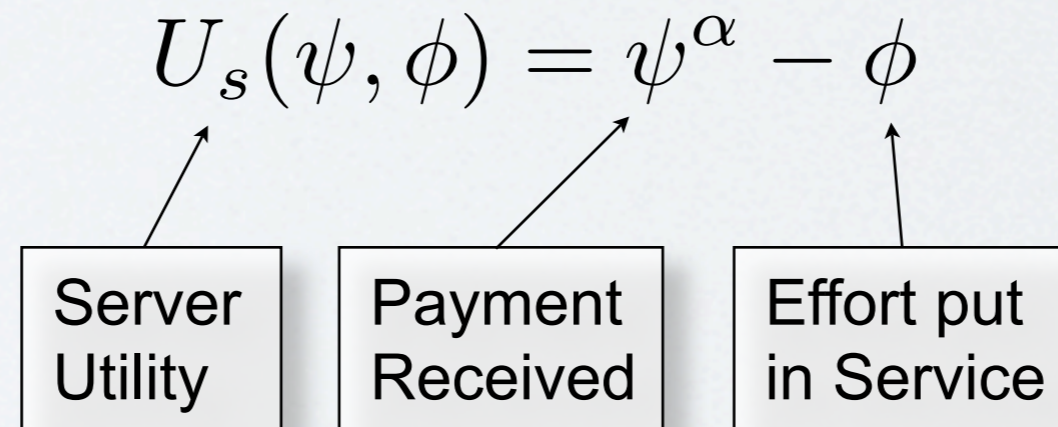 U_s(ψ, ϕ) = ψ^α − ϕ
Server
Utility
Payment
Received
Effort put
in Service